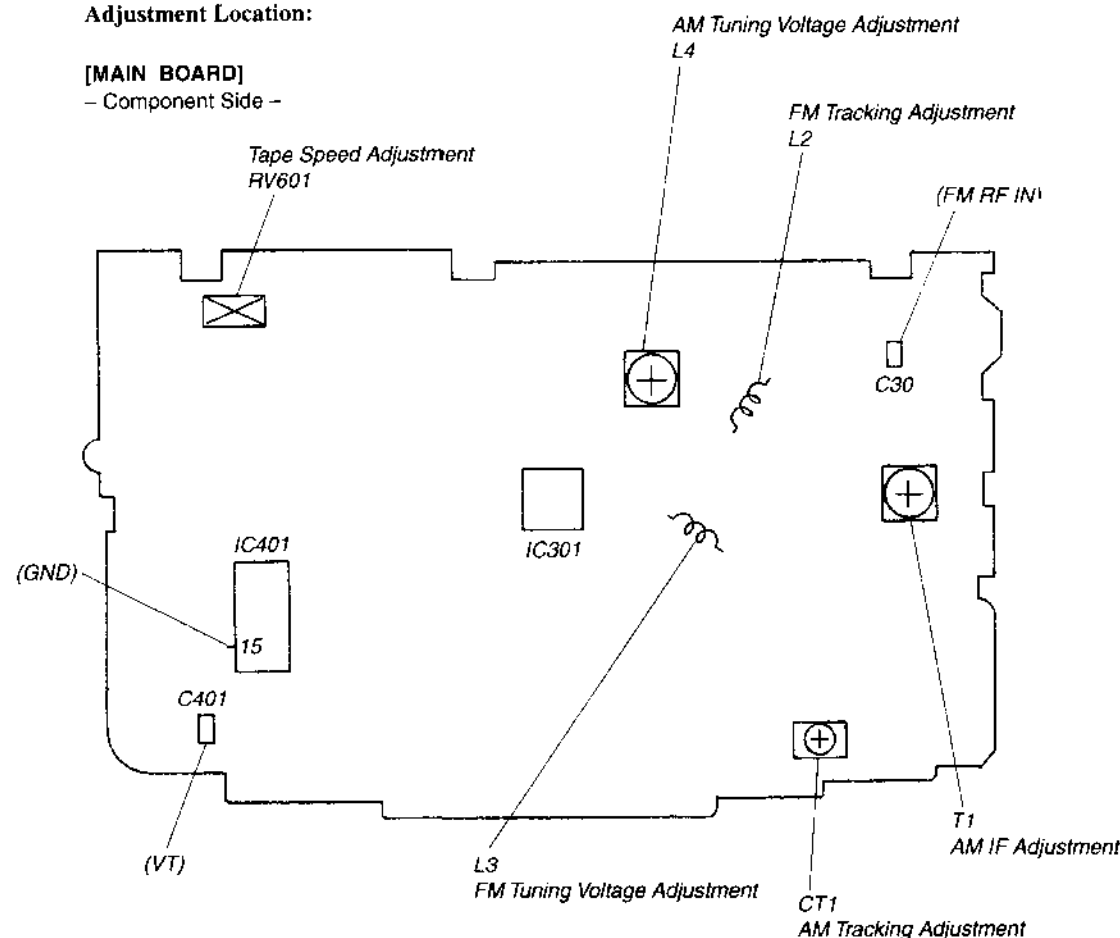 Adjustment Location:
[MAIN BOARD]
– Component Side –
AM Tuning Voltage Adjustment
L4
FM Tracking Adjustment
L2
Tape Speed Adjustment
RV601
(FM RF IN)
C30
IC301
IC401
(GND)
15
C401
(VT)
L3
FM Tuning Voltage Adjustment
T1
AM IF Adjustment
CT1
AM Tracking Adjustment